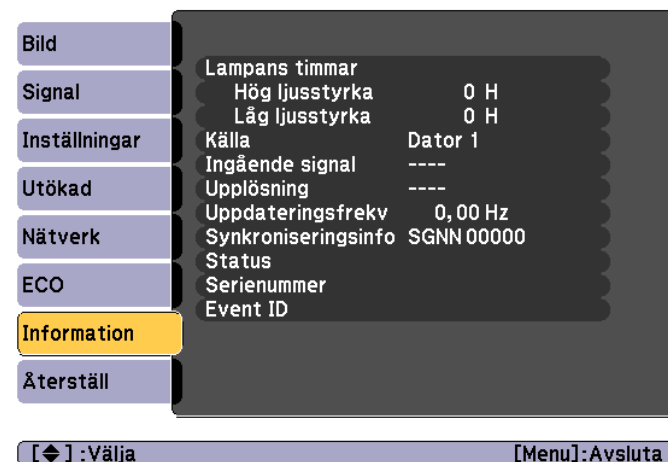 Bild
Signal
Inställningar
Utökad
Nätverk
ECO
Information
Återställ
Lampans timmar
Hög ljusstyrka 0 H
Låg ljusstyrka 0 H
Källa Dator 1
Ingående signal ----
Upplösning ----
Uppdateringsfrekv 0,00 Hz
Synkroniseringsinfo SGNN 00000
Status
Serienummer
Event ID
[◆] :Välja [Menu]:Avsluta